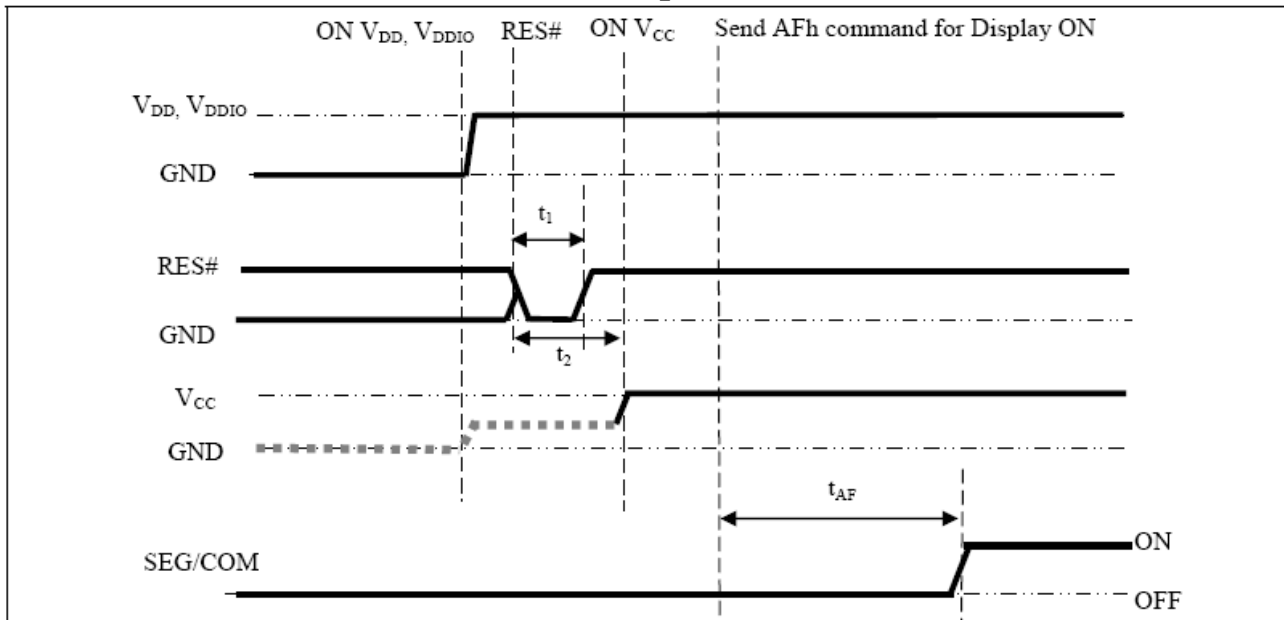 ON VDD, VDDIO RES# ON VCC Send AFh command for Display ON
VDD, VDDIO
GND
t1
RES#
GND
t2
VCC
GND
tAF
SEG/COM
ON
OFF